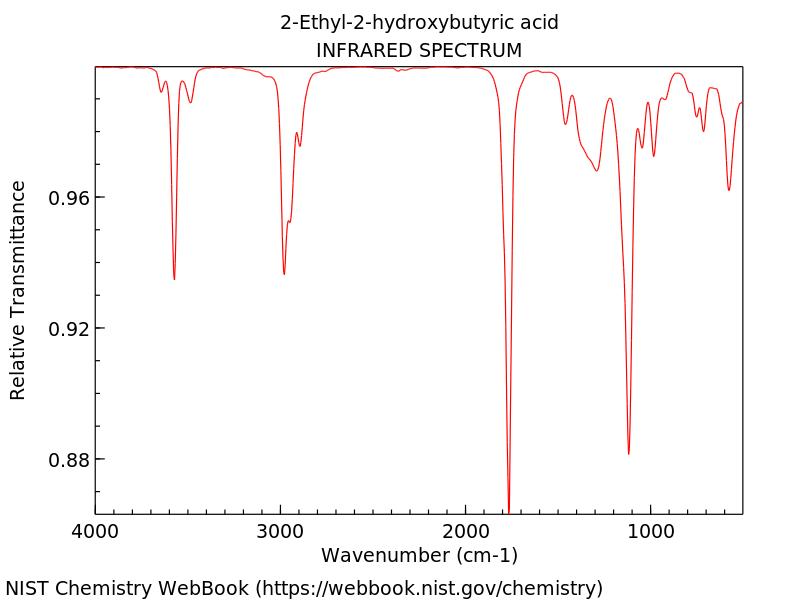 2-Ethyl-2-hydroxybutyric acid
INFRARED SPECTRUM
Relative Transmittance
0.96
0.92
0.88
4000 3000 2000 1000
Wavenumber (cm-1)
NIST Chemistry WebBook (https://webbook.nist.gov/chemistry)